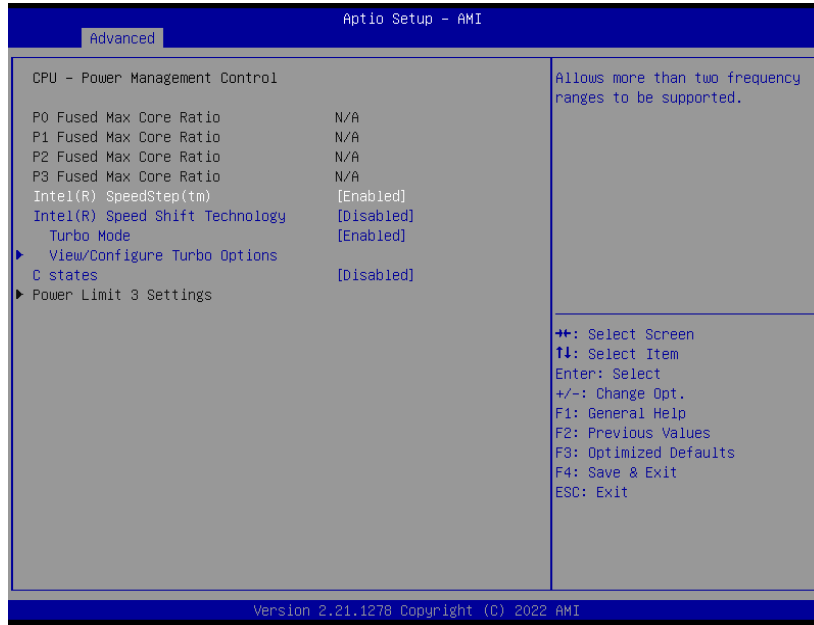 Aptio Setup – AMI
Advanced
CPU – Power Management Control
P0 Fused Max Core Ratio N/A
P1 Fused Max Core Ratio N/A
P2 Fused Max Core Ratio N/A
P3 Fused Max Core Ratio N/A
Intel(R) SpeedStep(tm) [Enabled]
Intel(R) Speed Shift Technology [Disabled]
Turbo Mode [Enabled]
View/Configure Turbo Options
C states [Disabled]
Power Limit 3 Settings
Allows more than two frequency
ranges to be supported.
→←: Select Screen
↑↓: Select Item
Enter: Select
+/-: Change Opt.
F1: General Help
F2: Previous Values
F3: Optimized Defaults
F4: Save & Exit
ESC: Exit
Version 2.21.1278 Copyright (C) 2022 AMI